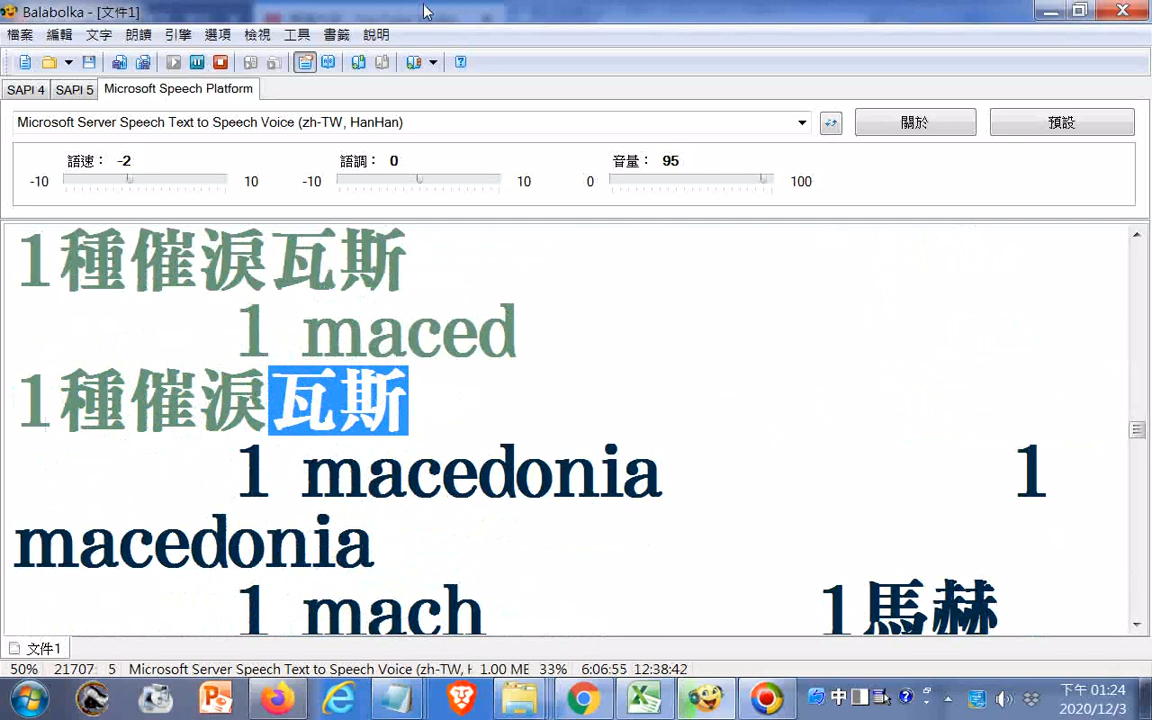 Balabolka - [文件1]
檔案 編輯 文字 朗讀 引擎 選項 檢視 工具 書籤 說明
SAPI 4 SAPI 5 Microsoft Speech Platform
Microsoft Server Speech Text to Speech Voice (zh-TW, HanHan) 關於 預設
語速： -2 語調： 0 音量： 95
-10 10 -10 10 0 100
1種催淚瓦斯
1 maced
1種催淚瓦斯
1 macedonia 1
macedonia
1 mach 1馬赫
文件1
50% 21707 5 Microsoft Server Speech Text to Speech Voice (zh-TW, 1.00 ME 33% 6:06:55 12:38:42
中 下午 01:24
2020/12/3